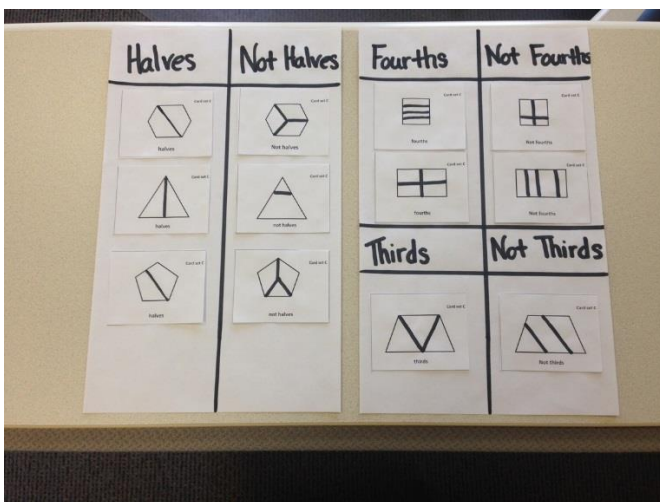 Halves
Not Halves
halves
Not halves
halves
not halves
halves
not halves
Fourths
Not Fourths
fourths
Not fourths
fourths
Not fourths
Thirds
Not Thirds
thirds
Not thirds